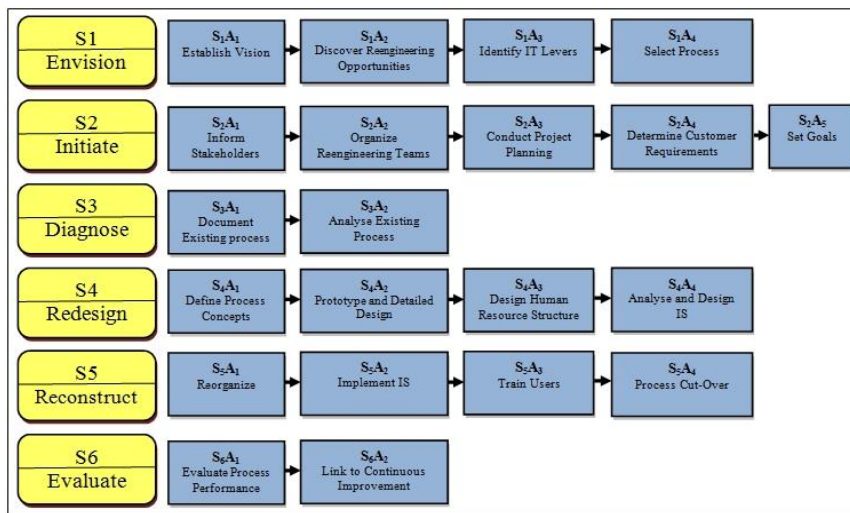 S1
Envision
S₁A₁
Establish Vision
S₁A₂
Discover Reengineering
Opportunities
S₁A₃
Identify IT Levers
S₁A₄
Select Process
S2
Initiate
S₂A₁
Inform
Stakeholders
S₂A₂
Organize
Reengineering Teams
S₂A₃
Conduct Project
Planning
S₂A₄
Determine Customer
Requirements
S₂A₅
Set Goals
S3
Diagnose
S₃A₁
Document
Existing process
S₃A₂
Analyse Existing
Process
S4
Redesign
S₄A₁
Define Process
Concepts
S₄A₂
Prototype and Detailed
Design
S₄A₃
Design Human
Resource Structure
S₄A₄
Analyse and Design
IS
S5
Reconstruct
S₅A₁
Reorganize
S₅A₂
Implement IS
S₅A₃
Train Users
S₅A₄
Process Cut-Over
S6
Evaluate
S₆A₁
Evaluate Process
Performance
S₆A₂
Link to Continuous
Improvement